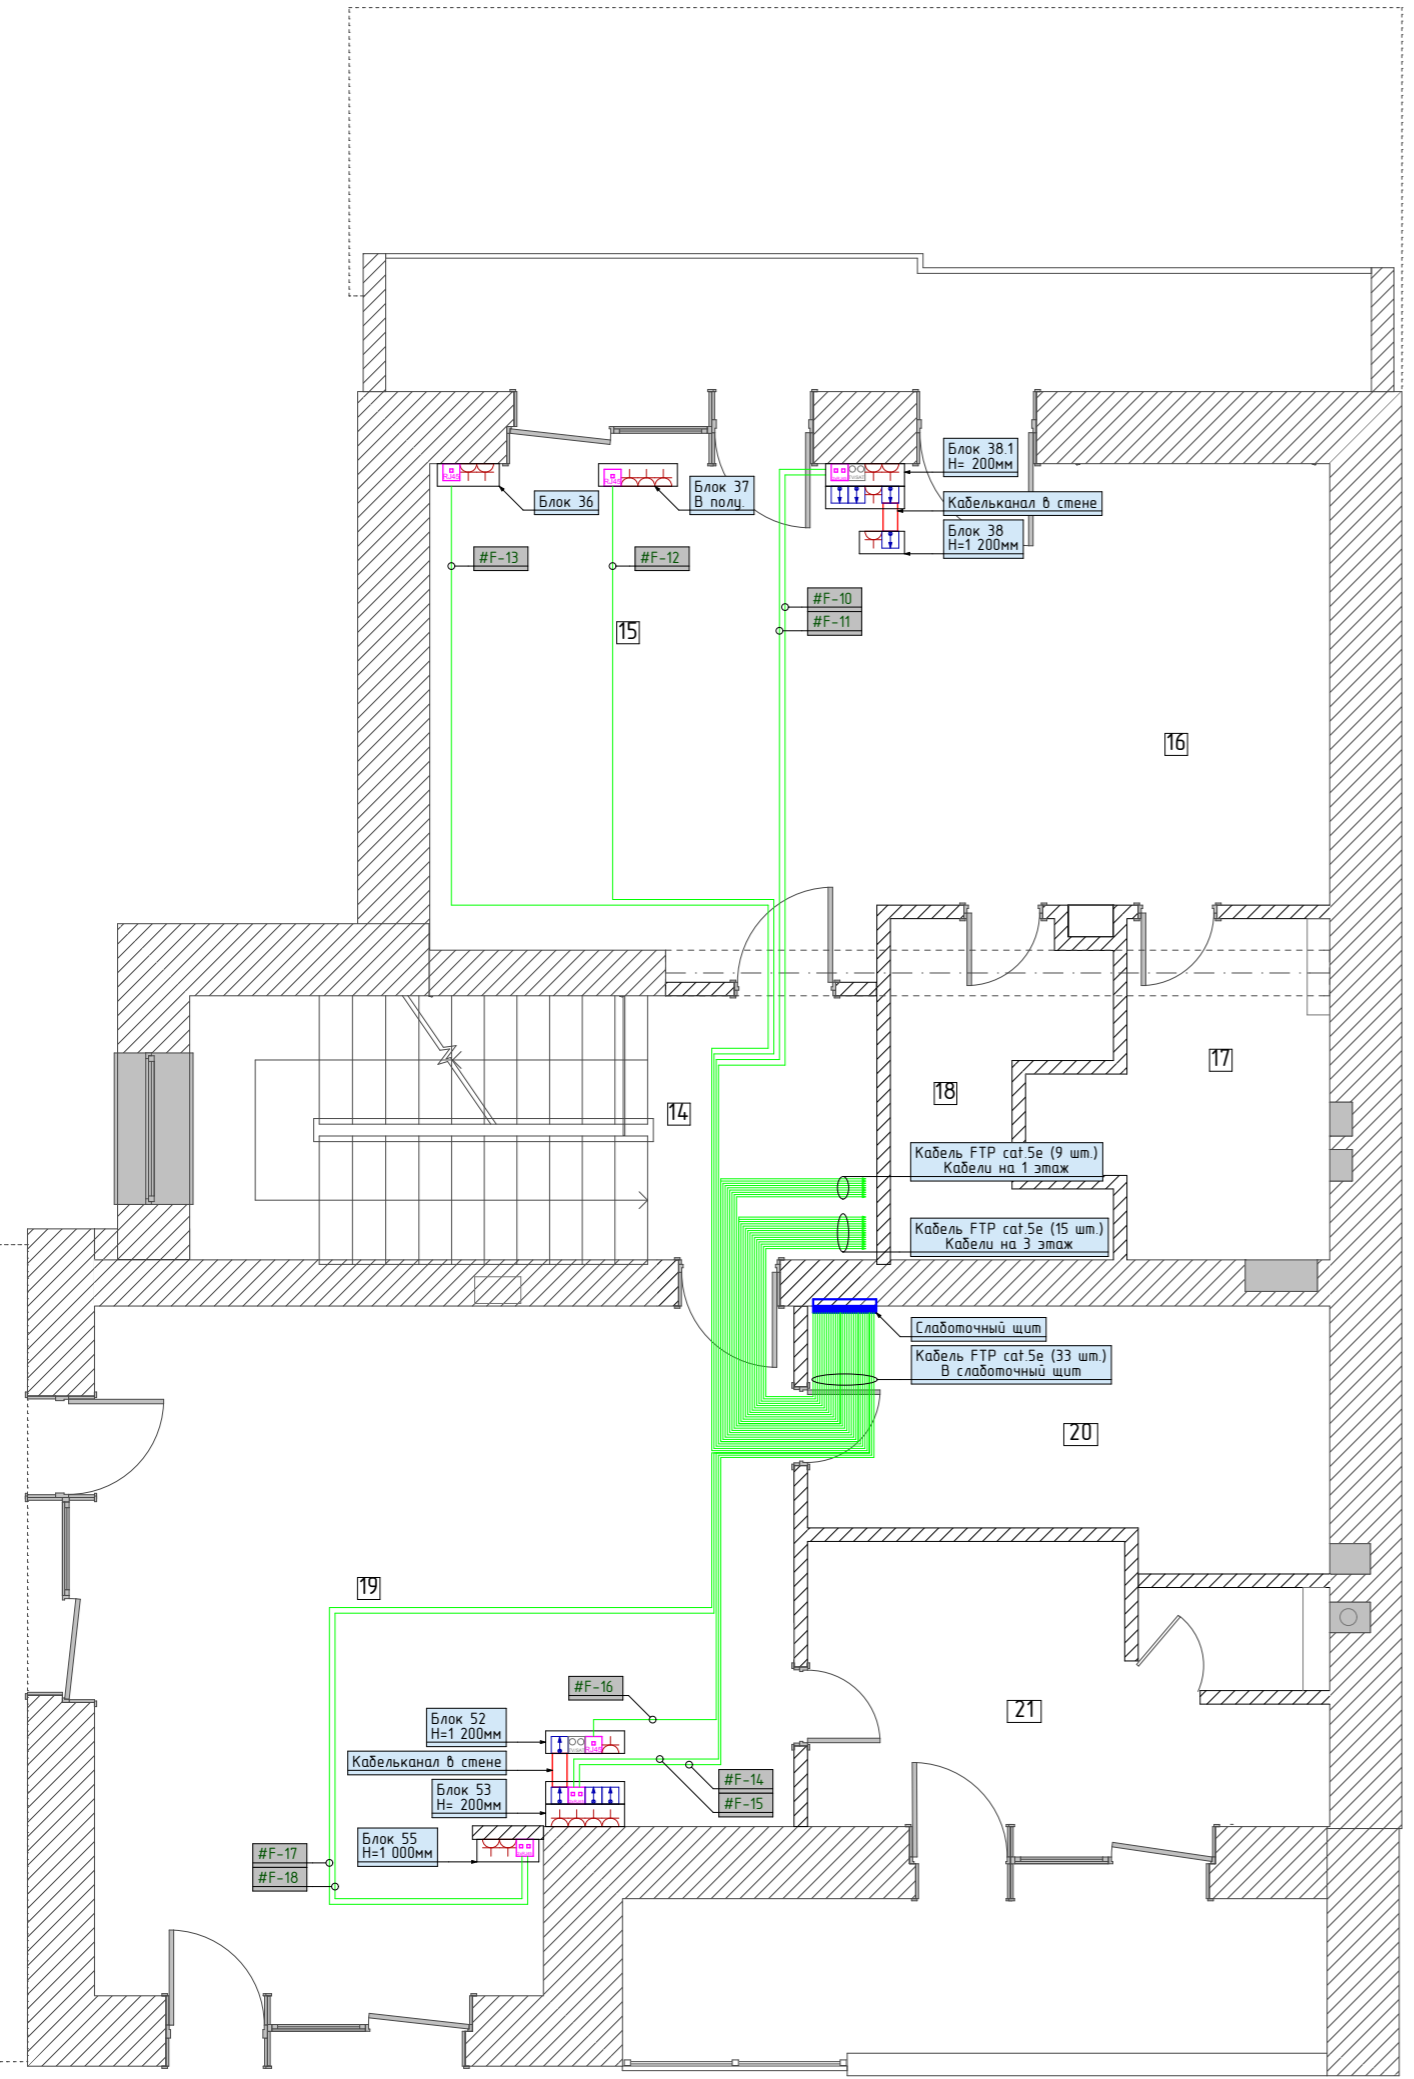 Блок 38.1
Н= 200мм
Блок 36
Блок 37
В полу.
Кабельканал в стене
Блок 38
Н=1 200мм
RJ45
RJ45
#F-13
#F-12
#F-10
#F-11
15
16
17
18
14
Кабель FTP cat.5e (9 шт.)
Кабели на 1 этаж
Кабель FTP cat.5e (15 шт.)
Кабели на 3 этаж
Слаботочный щит
Кабель FTP cat.5e (33 шт.)
В слаботочный щит
20
19
#F-16
Блок 52
Н=1 200мм
RJ45
Кабельканал в стене
Блок 53
Н= 200мм
#F-14
#F-15
Блок 55
Н=1 000мм
#F-17
#F-18
21